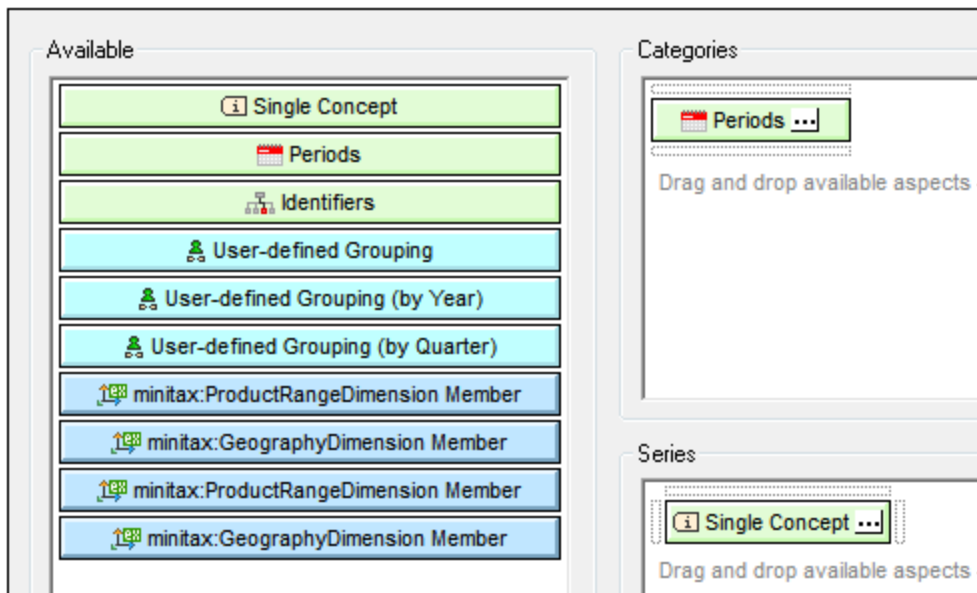 Available
Single Concept
Periods
Identifiers
User-defined Grouping
User-defined Grouping (by Year)
User-defined Grouping (by Quarter)
minitax:ProductRangeDimension Member
minitax:GeographyDimension Member
minitax:ProductRangeDimension Member
minitax:GeographyDimension Member
Categories
Periods ...
Drag and drop available aspects
Series
Single Concept ...
Drag and drop available aspects